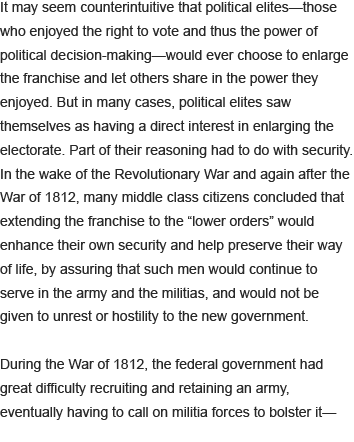 It may seem counterintuitive that political elites—those
who enjoyed the right to vote and thus the power of
political decision-making—would ever choose to enlarge
the franchise and let others share in the power they
enjoyed. But in many cases, political elites saw
themselves as having a direct interest in enlarging the
electorate. Part of their reasoning had to do with security.
In the wake of the Revolutionary War and again after the
War of 1812, many middle class citizens concluded that
extending the franchise to the “lower orders” would
enhance their own security and help preserve their way
of life, by assuring that such men would continue to
serve in the army and the militias, and would not be
given to unrest or hostility to the new government.

During the War of 1812, the federal government had
great difficulty recruiting and retaining an army,
eventually having to call on militia forces to bolster it—